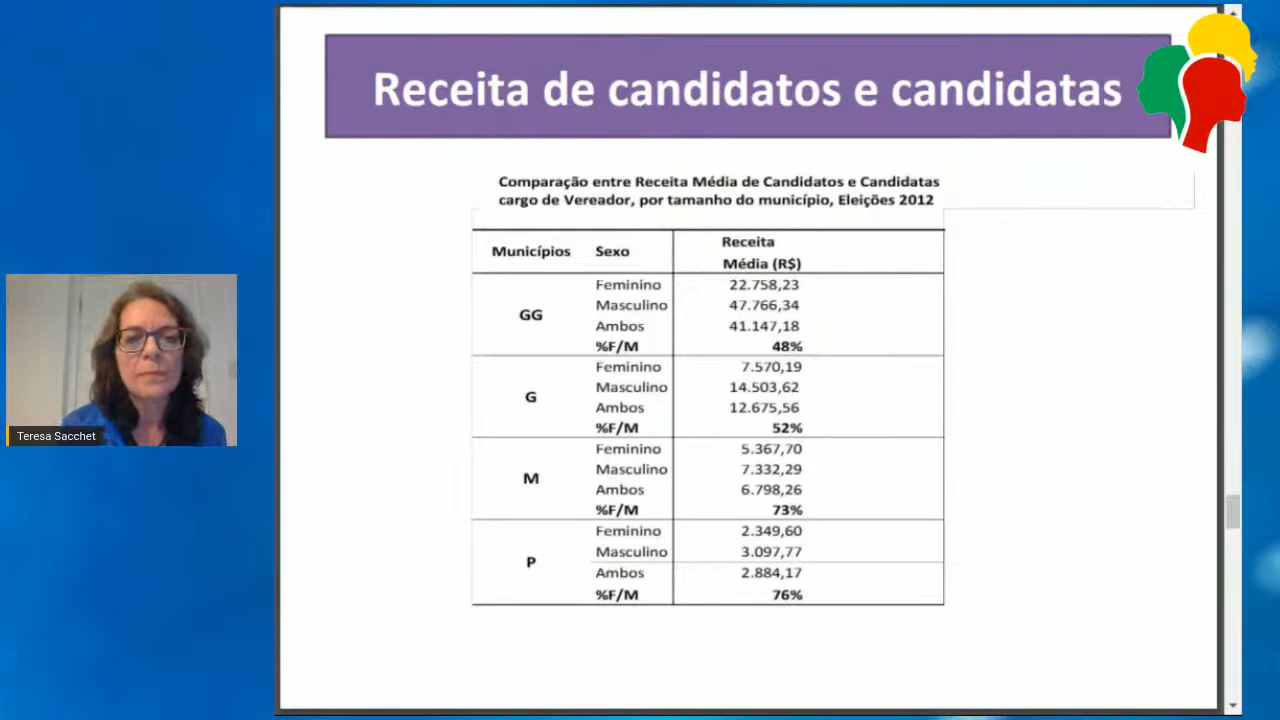 Receita de candidatos e candidatas
Comparação entre Receita Média de Candidatos e Candidatas
cargo de Vereador, por tamanho do município, Eleições 2012
Municípios Sexo Receita Média (R$)
GG
Feminino 22.758,23
Masculino 47.766,34
Ambos 41.147,18
%F/M 48%
G
Feminino 7.570,19
Masculino 14.503,62
Ambos 12.675,56
%F/M 52%
M
Feminino 5.367,70
Masculino 7.332,29
Ambos 6.798,26
%F/M 73%
P
Feminino 2.349,60
Masculino 3.097,77
Ambos 2.884,17
%F/M 76%
Teresa Sacchet